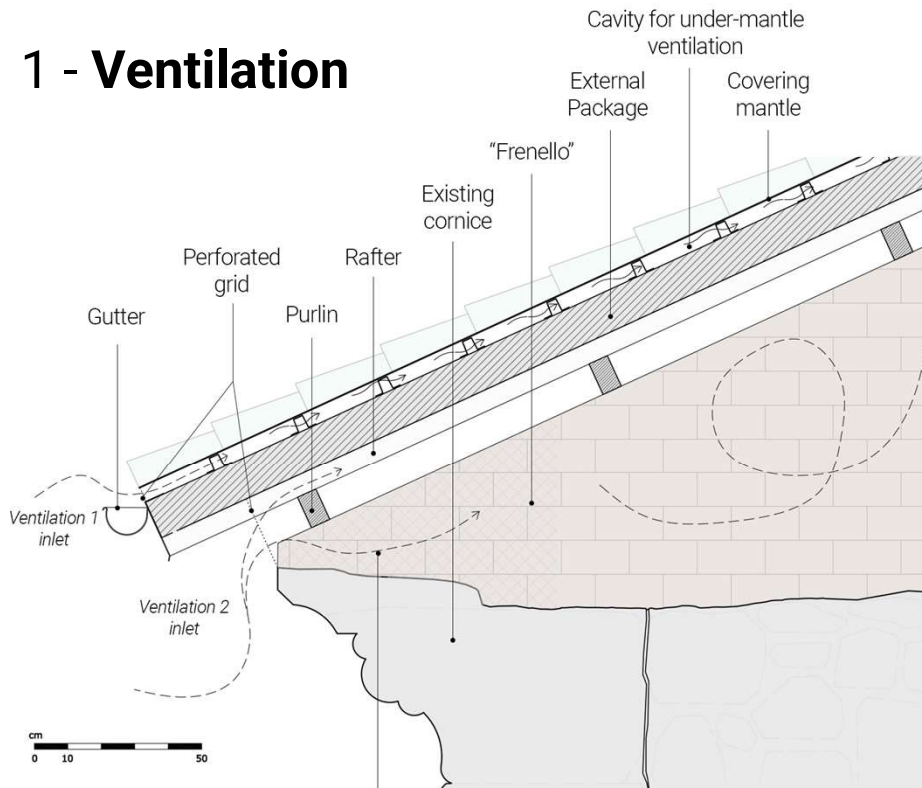 1 - Ventilation
Cavity for under-mantle
ventilation
External
Package
Covering
mantle
“Frenello”
Existing
cornice
Perforated
grid
Rafter
Gutter
Purlin
Ventilation 1
inlet
Ventilation 2
inlet
cm
0 10 50